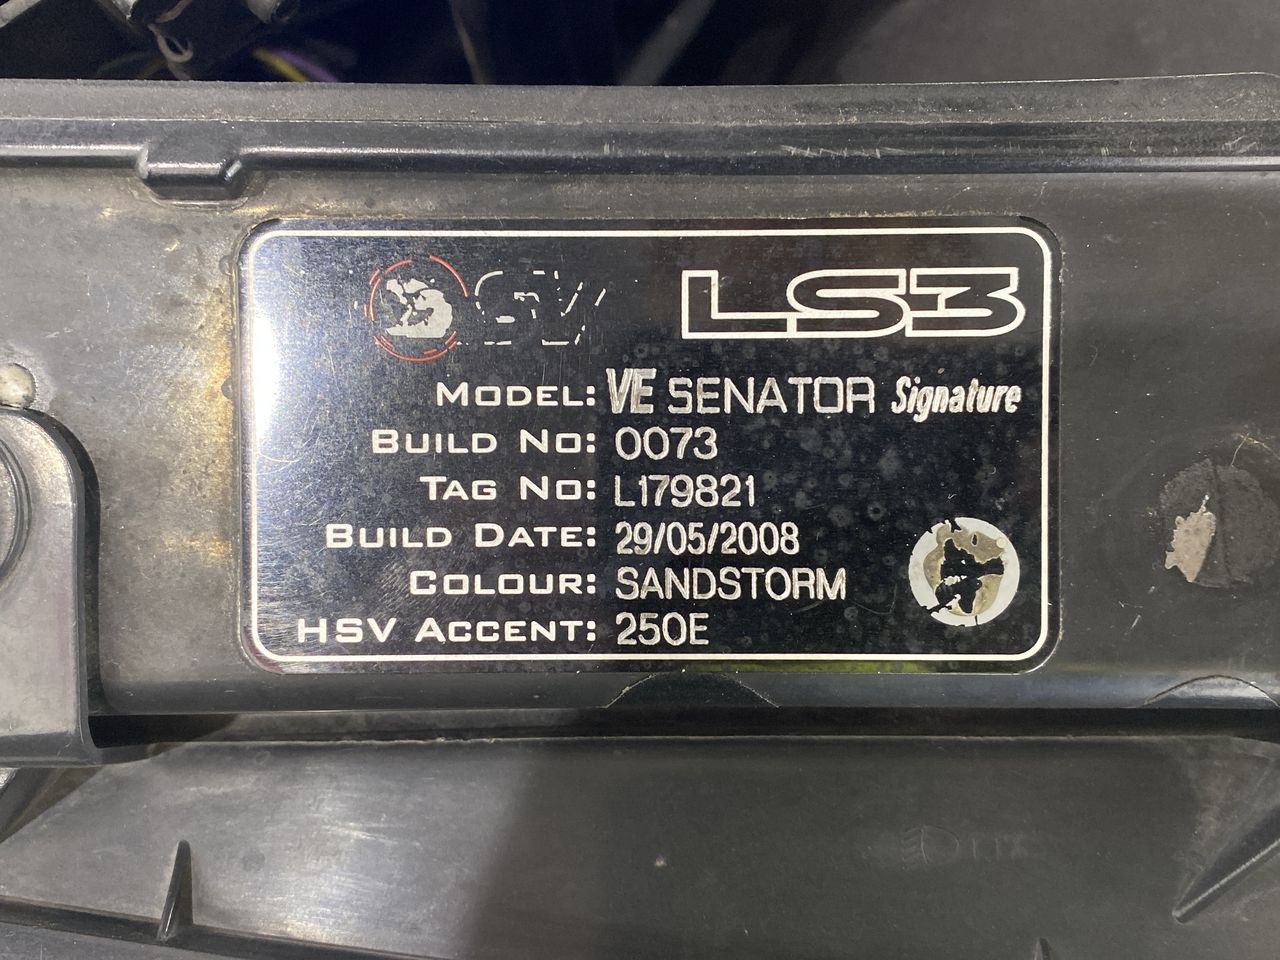 SV LS3
MODEL: VE SENATOR Signature
BUILD NO: 0073
TAG NO: L179821
BUILD DATE: 29/05/2008
COLOUR: SANDSTORM
HSV ACCENT: 250E